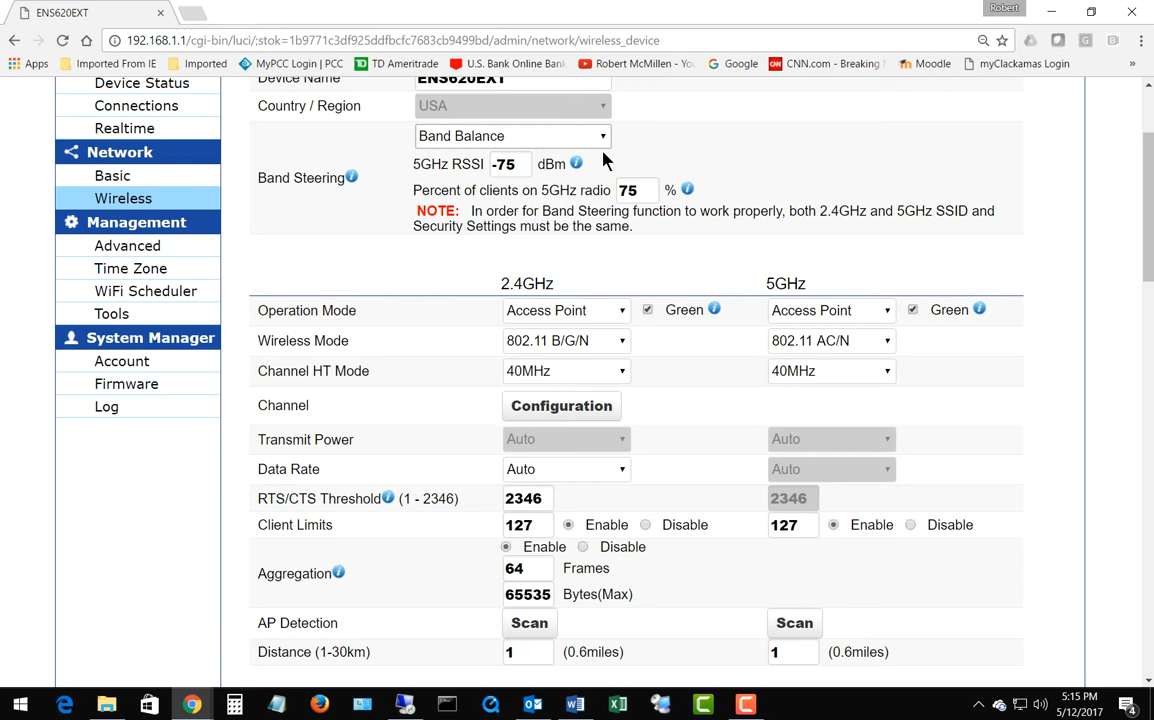 ENS620EXT
Robert
192.168.1.1/cgi-bin/luci/;stok=1b9771c3df925ddfbcfc7683cb9499bd/admin/network/wireless_device
Apps Imported From IE Imported MyPCC Login | PCC TD Ameritrade U.S. Bank Online Bank Robert McMillen - You Google CNN.com - Breaking Moodle myClackamas Login »
Device Status
Connections
Realtime
Network
Basic
Wireless
Management
Advanced
Time Zone
WiFi Scheduler
Tools
System Manager
Account
Firmware
Log
Device Name ENS620EXT
Country / Region USA
Band Steering Band Balance
5GHz RSSI -75 dBm
Percent of clients on 5GHz radio 75 %
NOTE: In order for Band Steering function to work properly, both 2.4GHz and 5GHz SSID and
Security Settings must be the same.
2.4GHz 5GHz
Operation Mode Access Point Green Access Point Green
Wireless Mode 802.11 B/G/N 802.11 AC/N
Channel HT Mode 40MHz 40MHz
Channel Configuration
Transmit Power Auto Auto
Data Rate Auto Auto
RTS/CTS Threshold (1 - 2346) 2346 2346
Client Limits 127 Enable Disable 127 Enable Disable
Aggregation Enable Disable
64 Frames
65535 Bytes(Max)
AP Detection Scan Scan
Distance (1-30km) 1 (0.6miles) 1 (0.6miles)
5:15 PM
5/12/2017
4